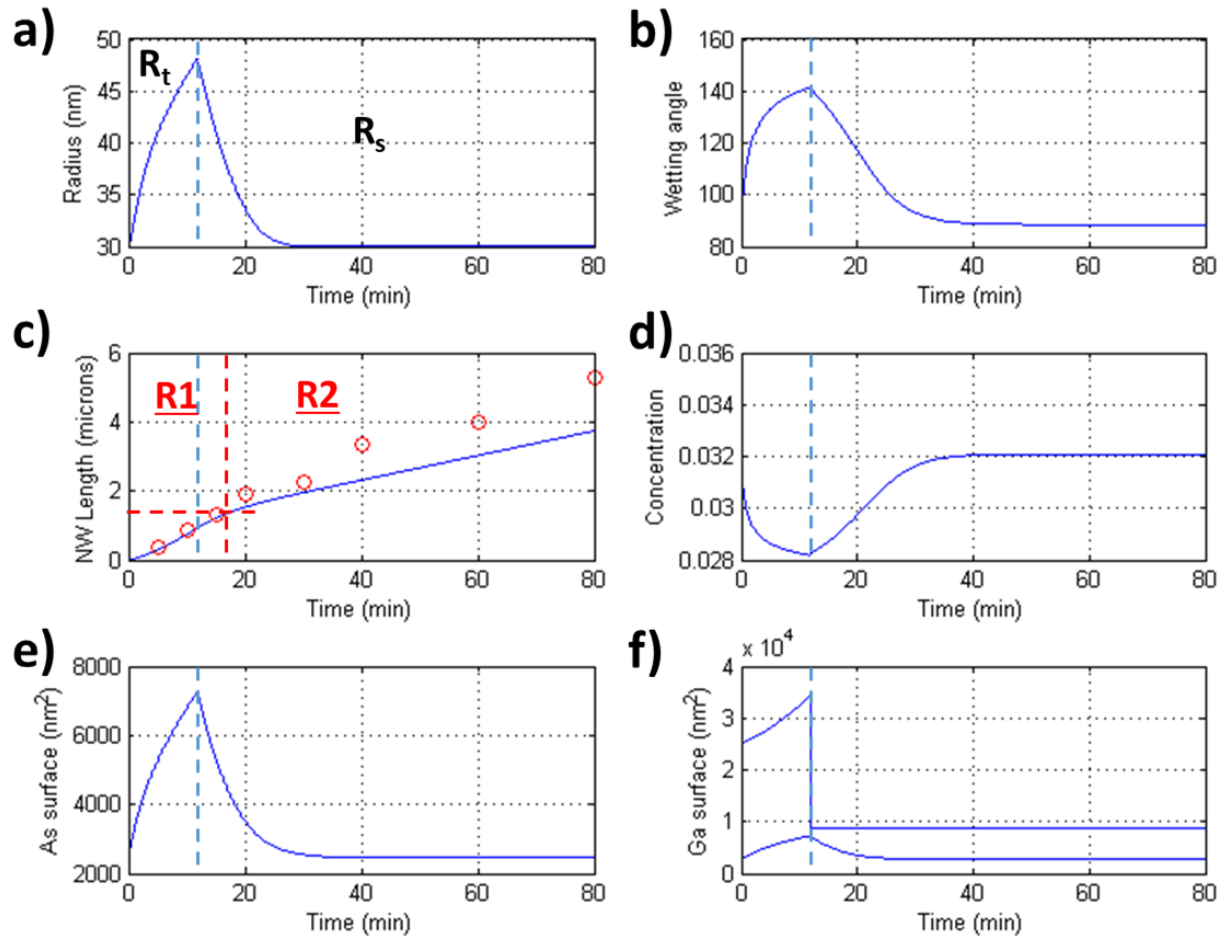 a)
50
45
40
35
30
Radius (nm)
Rt
Rs
0 20 40 60 80
Time (min)
b)
160
140
120
100
80
Wetting angle
0 20 40 60 80
Time (min)
c)
6
4
2
0
NW Length (microns)
R1
R2
0 20 40 60 80
Time (min)
d)
0.036
0.034
0.032
0.03
0.028
Concentration
0 20 40 60 80
Time (min)
e)
8000
6000
4000
2000
As surface (nm²)
0 20 40 60 80
Time (min)
f)
x 10⁴
4
3
2
1
0
Ga surface (nm²)
0 20 40 60 80
Time (min)